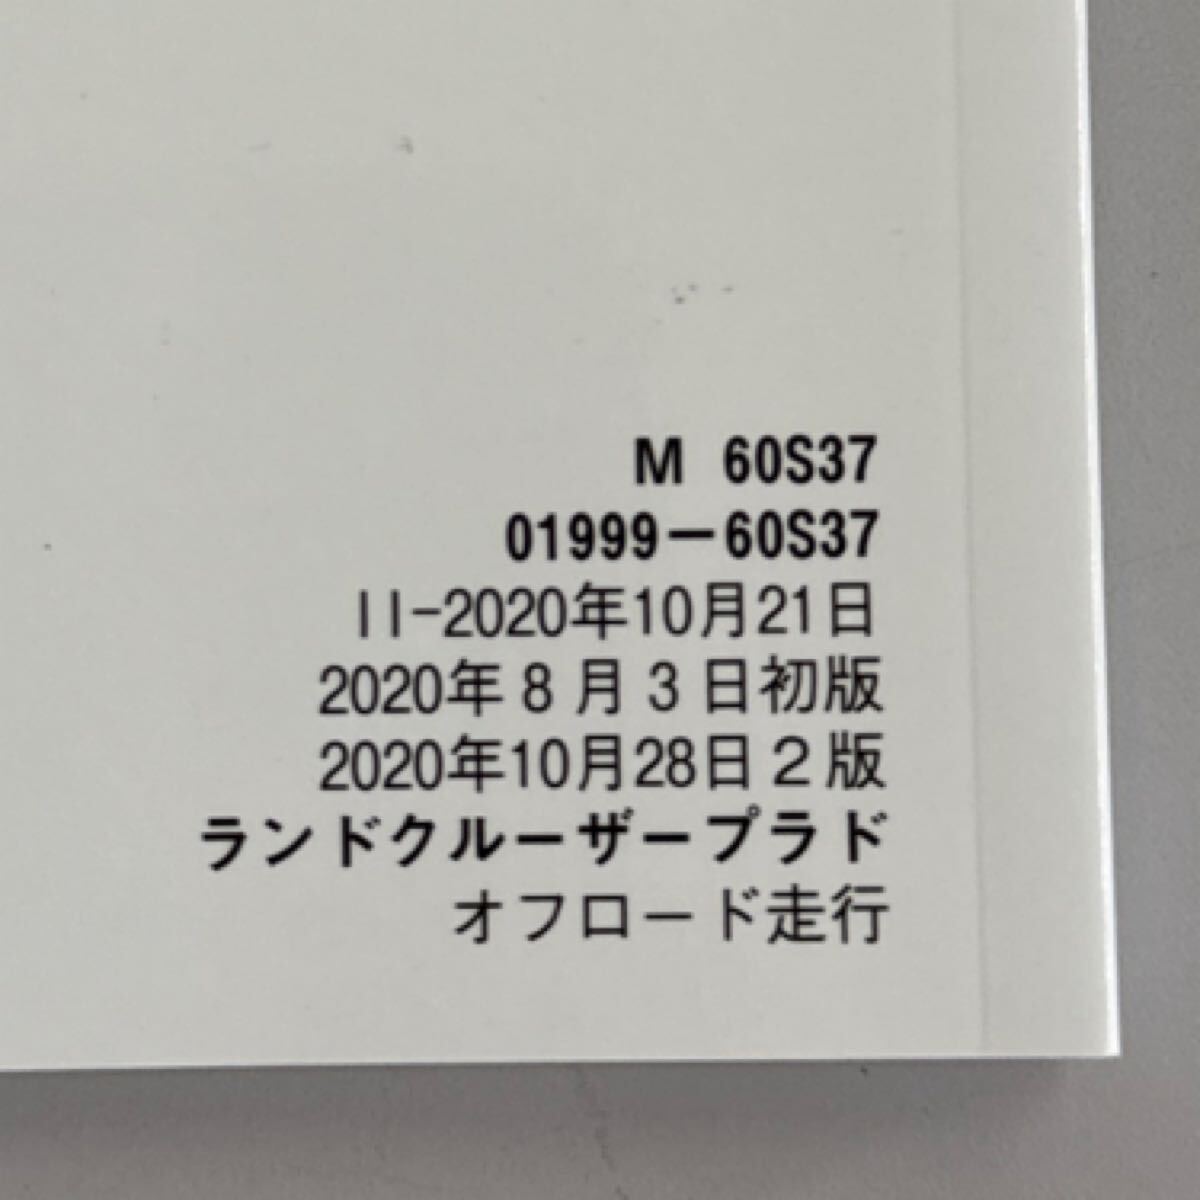 M 60S37
01999-60S37
II-2020年10月21日
2020年8月3日初版
2020年10月28日2版
ランドクルーザープラド
オフロード走行